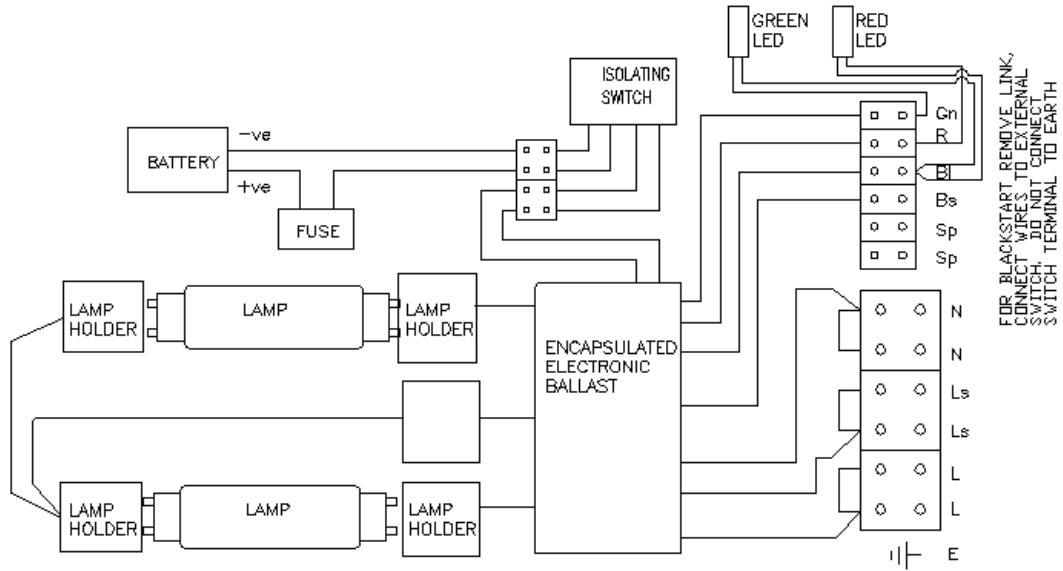 GREEN
LED
RED
LED
ISOLATING
SWITCH
-ve
BATTERY
+ve
FUSE
Gn
R
Bl
Bs
Sp
Sp
FOR BLACKSTART REMOVE LINK,
CONNECT WIRES TO EXTERNAL
SWITCH, DO NOT CONNECT
SWITCH TERMINAL TO EARTH
LAMP
HOLDER
LAMP
LAMP
HOLDER
ENCAPSULATED
ELECTRONIC
BALLAST
N
N
Ls
Ls
L
L
E
LAMP
HOLDER
LAMP
LAMP
HOLDER